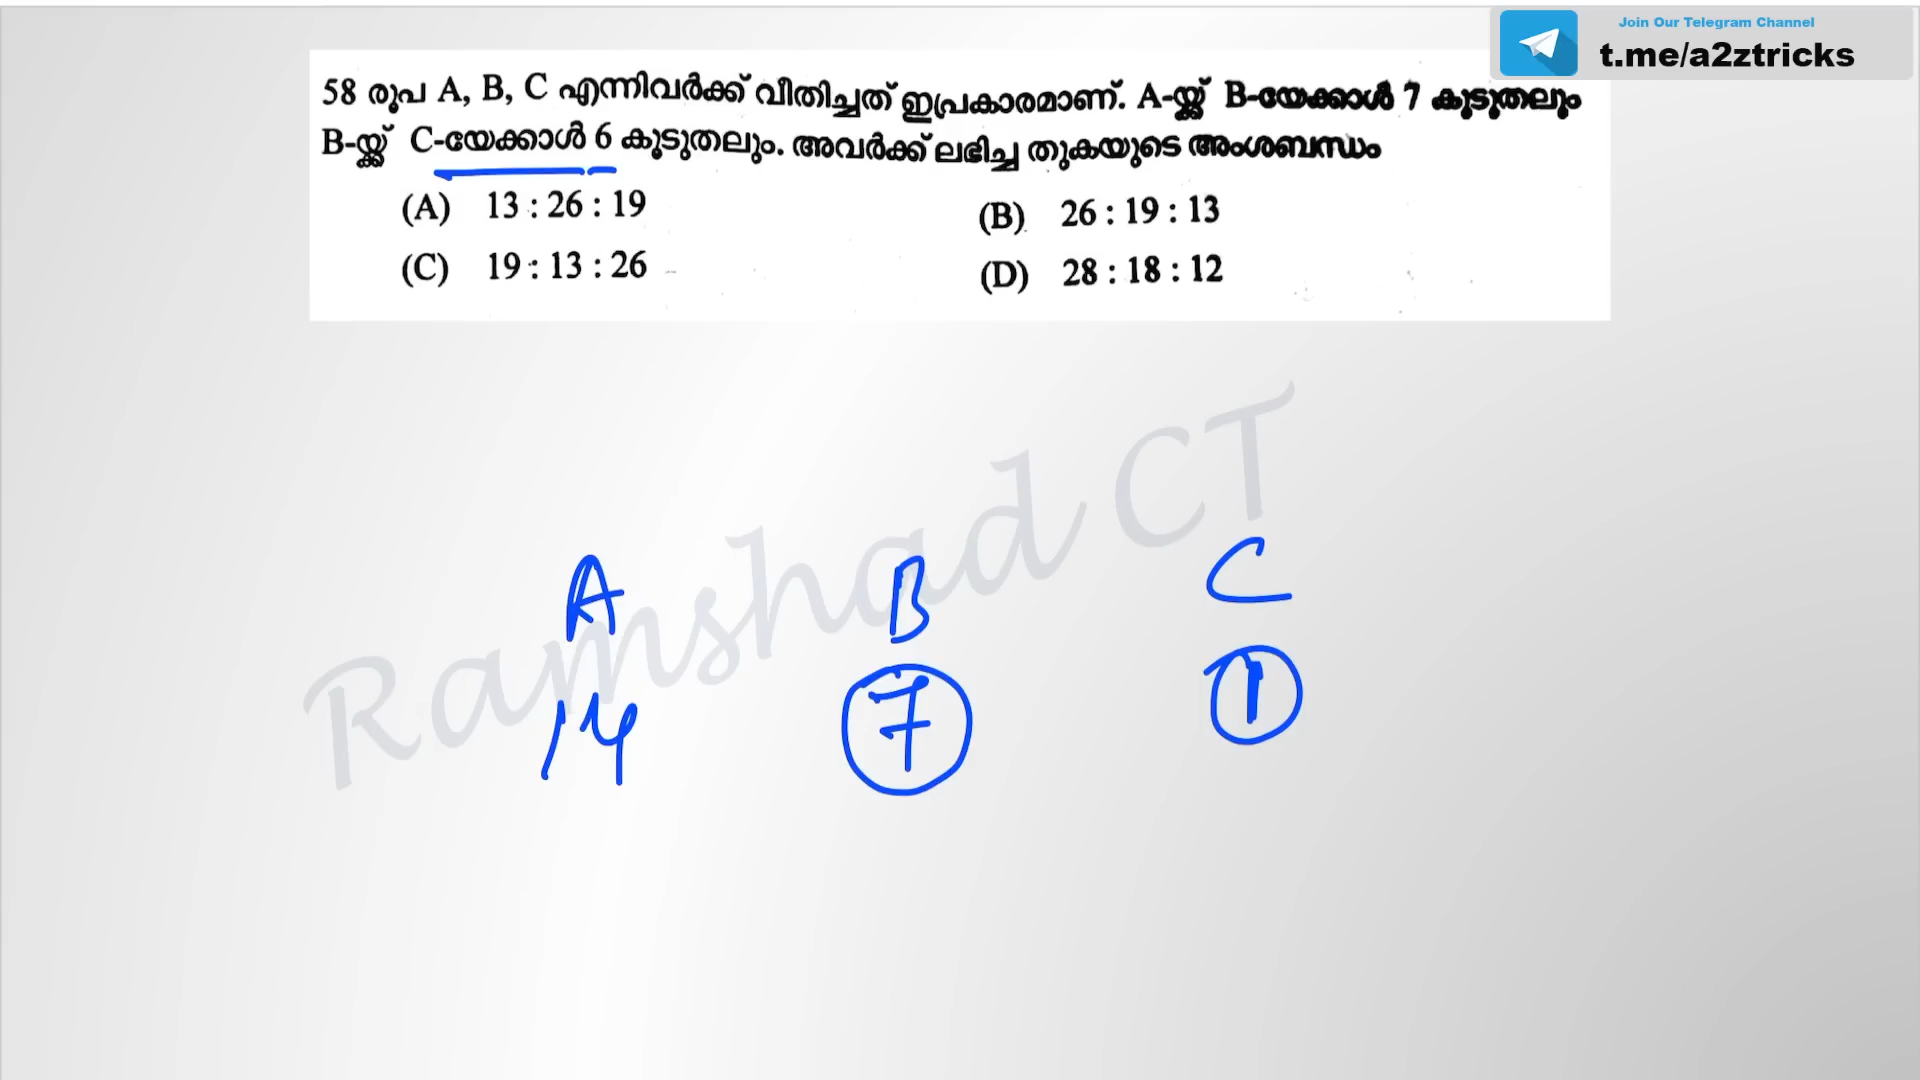 Join Our Telegram Channel
t.me/a2ztricks
58 രൂപ A, B, C എന്നിവർക്ക് വീതിച്ചത് ഇപ്രകാരമാണ്. A-യ്ക്ക് B-യേക്കാൾ 7 കൂടുതലും
B-യ്ക്ക് C-യേക്കാൾ 6 കൂടുതലും. അവർക്ക് ലഭിച്ച തുകയുടെ അംശബന്ധം
(A) 13 : 26 : 19 (B) 26 : 19 : 13
(C) 19 : 13 : 26 (D) 28 : 18 : 12
Ramshad CT
A B C
14 7 1